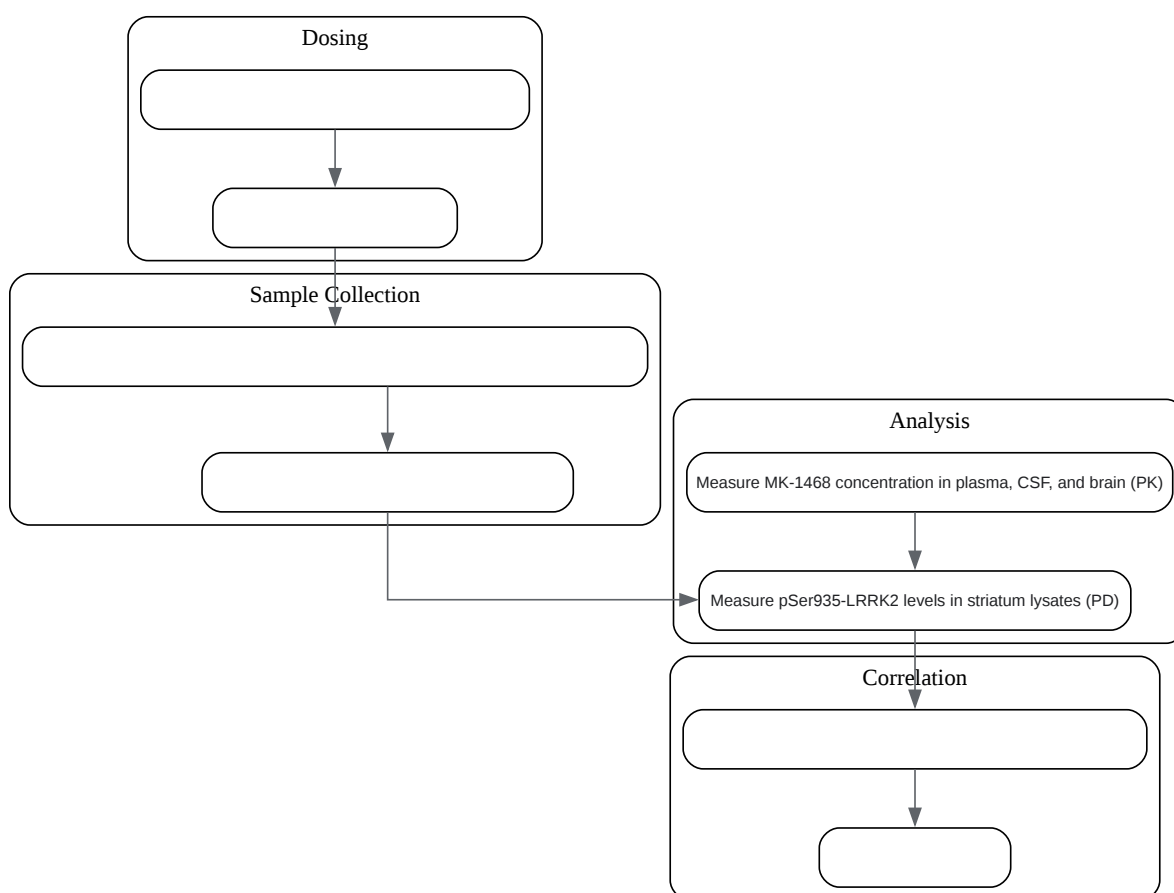 Dosing
Sample Collection
Analysis
Measure MK-1468 concentration in plasma, CSF, and brain (PK)
Measure pSer935-LRRK2 levels in striatum lysates (PD)
Correlation